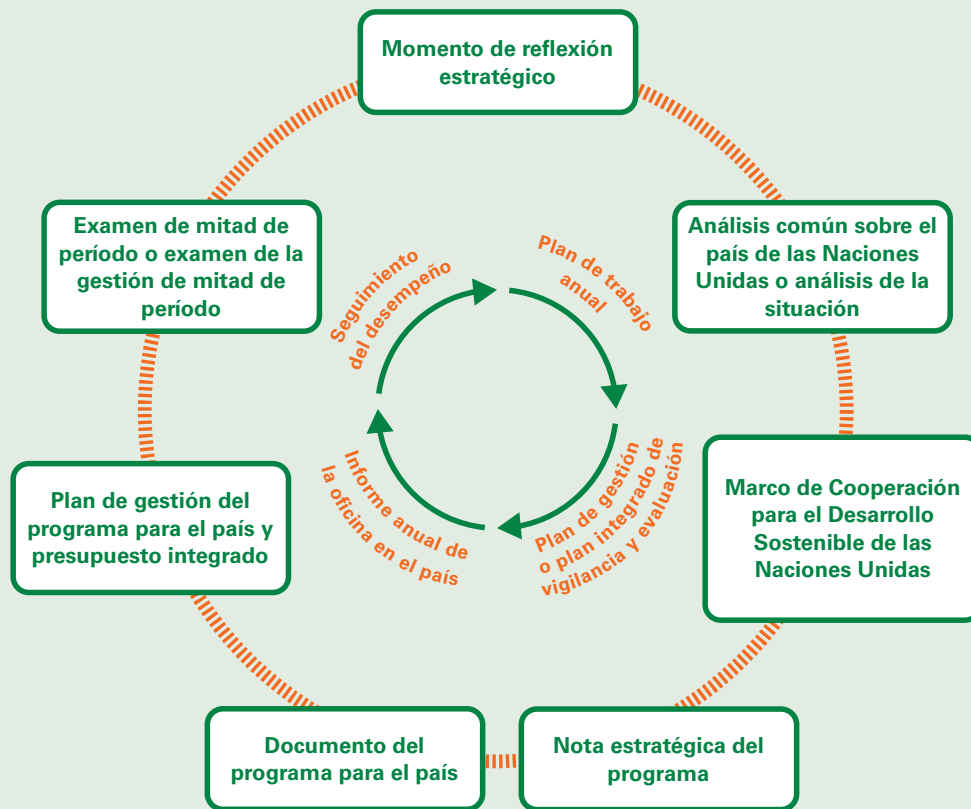 Momento de reflexión
estratégico
Examen de mitad de
período o examen de la
gestión de mitad de
período
Análisis común sobre el
país de las Naciones
Unidas o análisis de la
situación
Seguimiento
del desempeño
Plan de trabajo
anual
Informe anual de
la oficina en el país
Plan de gestión
o plan integrado de
vigilancia y evaluación
Plan de gestión del
programa para el país y
presupuesto integrado
Marco de Cooperación
para el Desarrollo
Sostenible de las
Naciones Unidas
Documento del
programa para el país
Nota estratégica del
programa